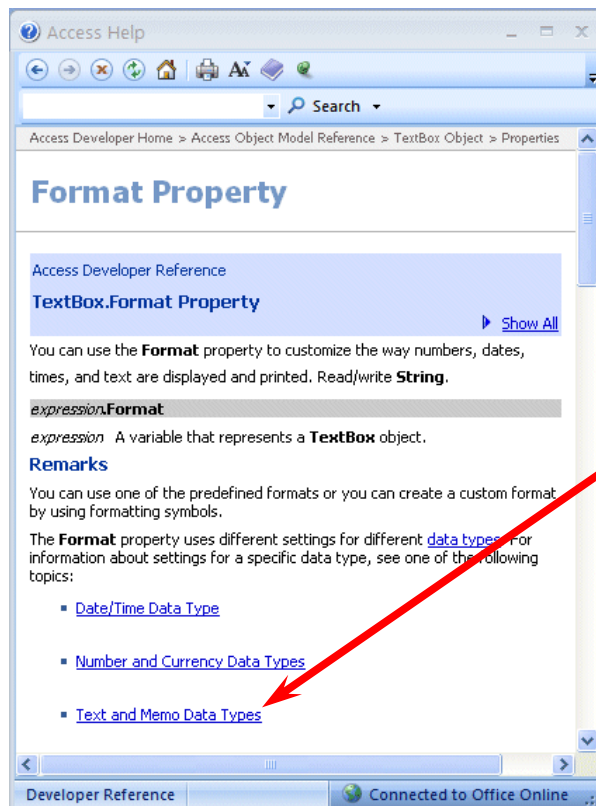 Access Help
Search
Access Developer Home > Access Object Model Reference > TextBox Object > Properties
Format Property
Access Developer Reference
TextBox.Format Property
Show All
You can use the Format property to customize the way numbers, dates,
times, and text are displayed and printed. Read/write String.
expression.Format
expression A variable that represents a TextBox object.
Remarks
You can use one of the predefined formats or you can create a custom format
by using formatting symbols.
The Format property uses different settings for different data types. For
information about settings for a specific data type, see one of the following
topics:
Date/Time Data Type
Number and Currency Data Types
Text and Memo Data Types
Developer Reference
Connected to Office Online